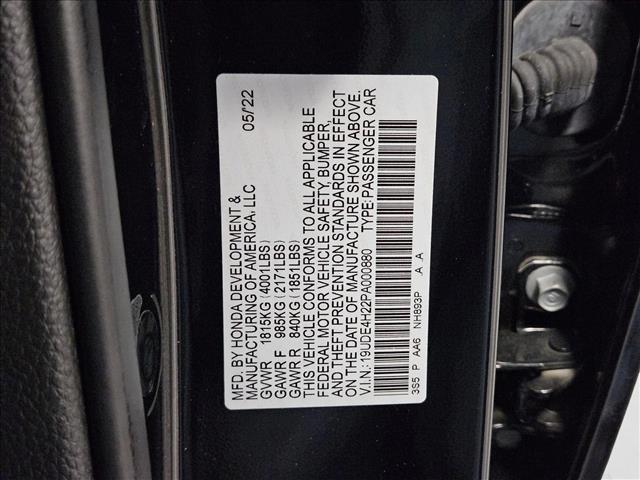 MFD. BY HONDA DEVELOPMENT & 05/'22
MANUFACTURING OF AMERICA, LLC
GVWR 1815KG (4001LBS)
GAWR F 985KG (2171LBS)
GAWR R 840KG (1851LBS)
THIS VEHICLE CONFORMS TO ALL APPLICABLE
FEDERAL MOTOR VEHICLE SAFETY, BUMPER,
AND THEFT PREVENTION STANDARDS IN EFFECT
ON THE DATE OF MANUFACTURE SHOWN ABOVE.
V.I.N.:19UDE4H22PA000880 TYPE:PASSENGER CAR
3S5 P AA6 NH893P A A